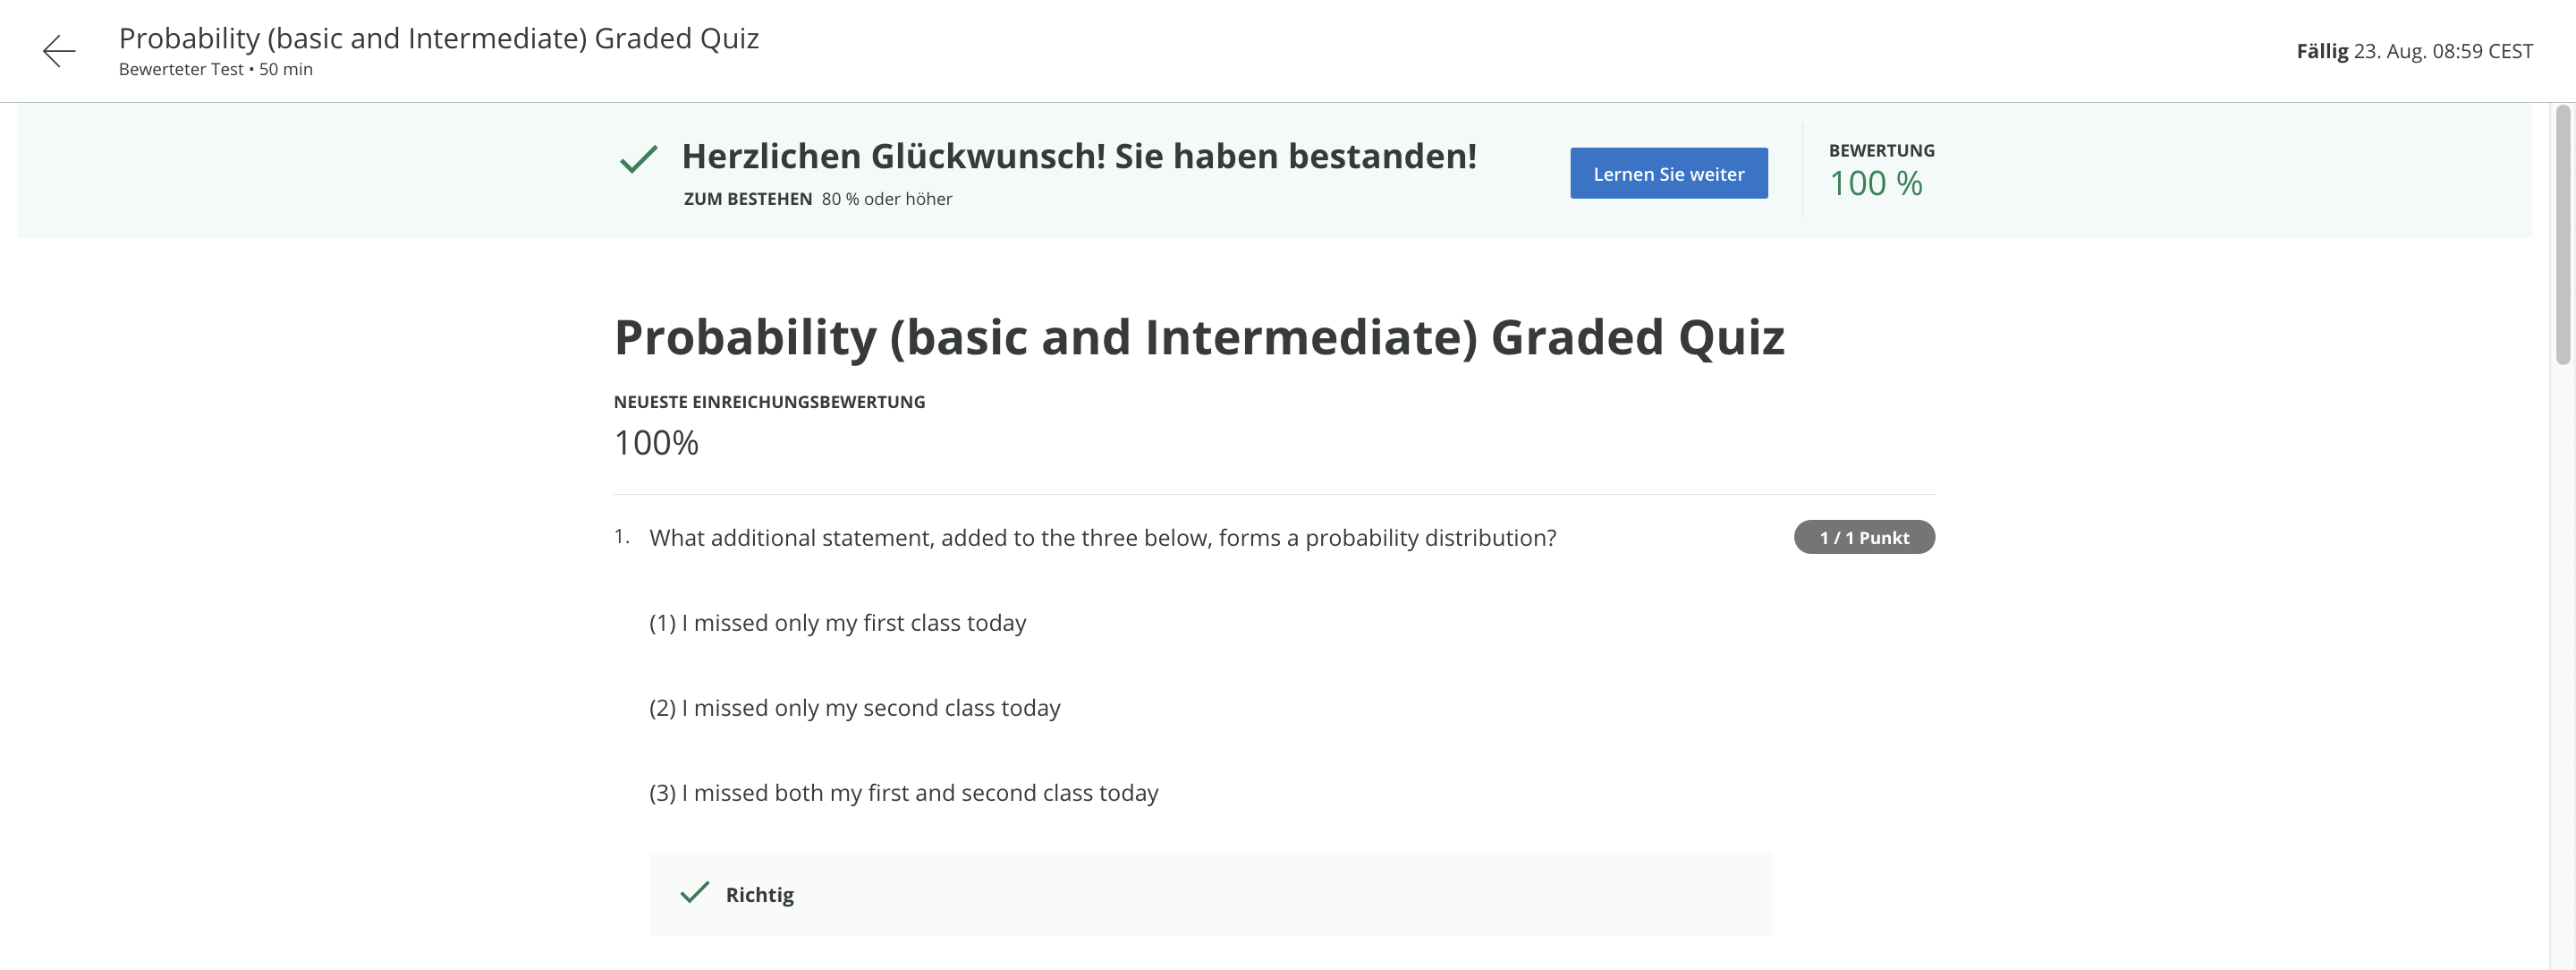 Probability (basic and Intermediate) Graded Quiz
Bewerteter Test • 50 min
Fällig 23. Aug. 08:59 CEST
Herzlichen Glückwunsch! Sie haben bestanden!
ZUM BESTEHEN 80 % oder höher
Lernen Sie weiter
BEWERTUNG
100 %
Probability (basic and Intermediate) Graded Quiz
NEUESTE EINREICHUNGSBEWERTUNG
100%
1. What additional statement, added to the three below, forms a probability distribution?
1 / 1 Punkt
(1) I missed only my first class today
(2) I missed only my second class today
(3) I missed both my first and second class today
Richtig